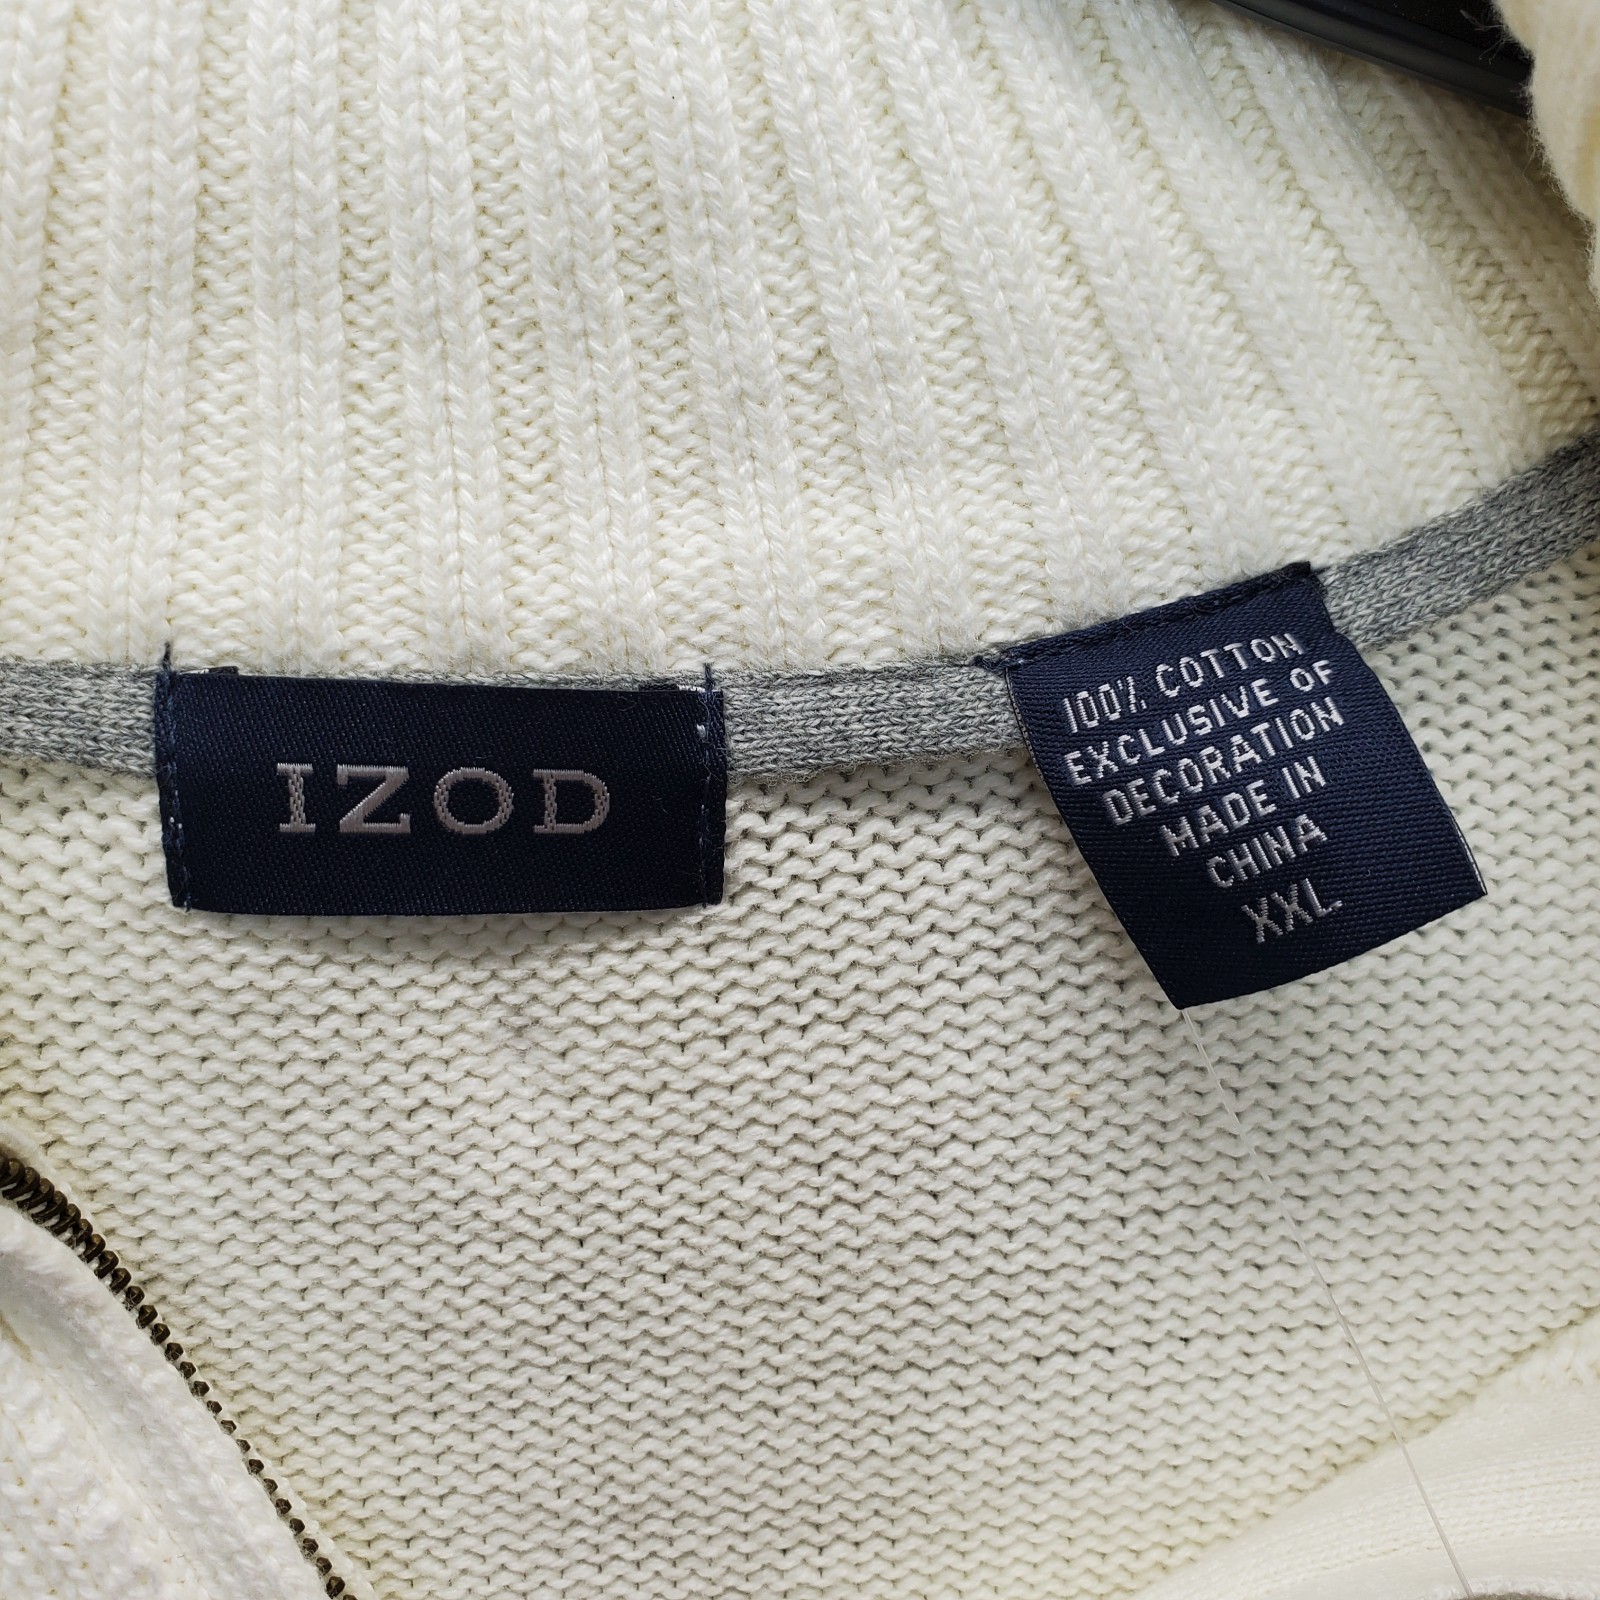 IZOD
100% COTTON
EXCLUSIVE OF
DECORATION
MADE IN
CHINA
XXL